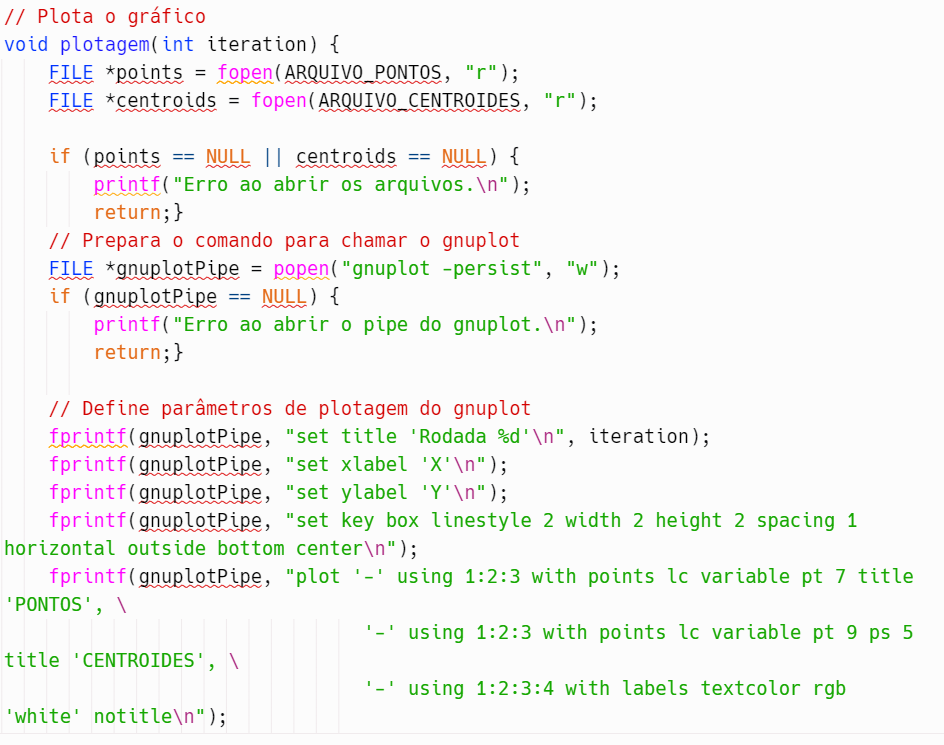 // Plota o gráfico
void plotagem(int iteration) {
    FILE *points = fopen(ARQUIVO_PONTOS, "r");
    FILE *centroids = fopen(ARQUIVO_CENTROIDES, "r");

    if (points == NULL || centroids == NULL) {
        printf("Erro ao abrir os arquivos.\n");
        return;}
    // Prepara o comando para chamar o gnuplot
    FILE *gnuplotPipe = popen("gnuplot -persist", "w");
    if (gnuplotPipe == NULL) {
        printf("Erro ao abrir o pipe do gnuplot.\n");
        return;}

    // Define parâmetros de plotagem do gnuplot
    fprintf(gnuplotPipe, "set title 'Rodada %d'\n", iteration);
    fprintf(gnuplotPipe, "set xlabel 'X'\n");
    fprintf(gnuplotPipe, "set ylabel 'Y'\n");
    fprintf(gnuplotPipe, "set key box linestyle 2 width 2 height 2 spacing 1
horizontal outside bottom center\n");
    fprintf(gnuplotPipe, "plot '-' using 1:2:3 with points lc variable pt 7 title
'PONTOS', \
                                '-' using 1:2:3 with points lc variable pt 9 ps 5
title 'CENTROIDES', \
                                '-' using 1:2:3:4 with labels textcolor rgb
'white' notitle\n");